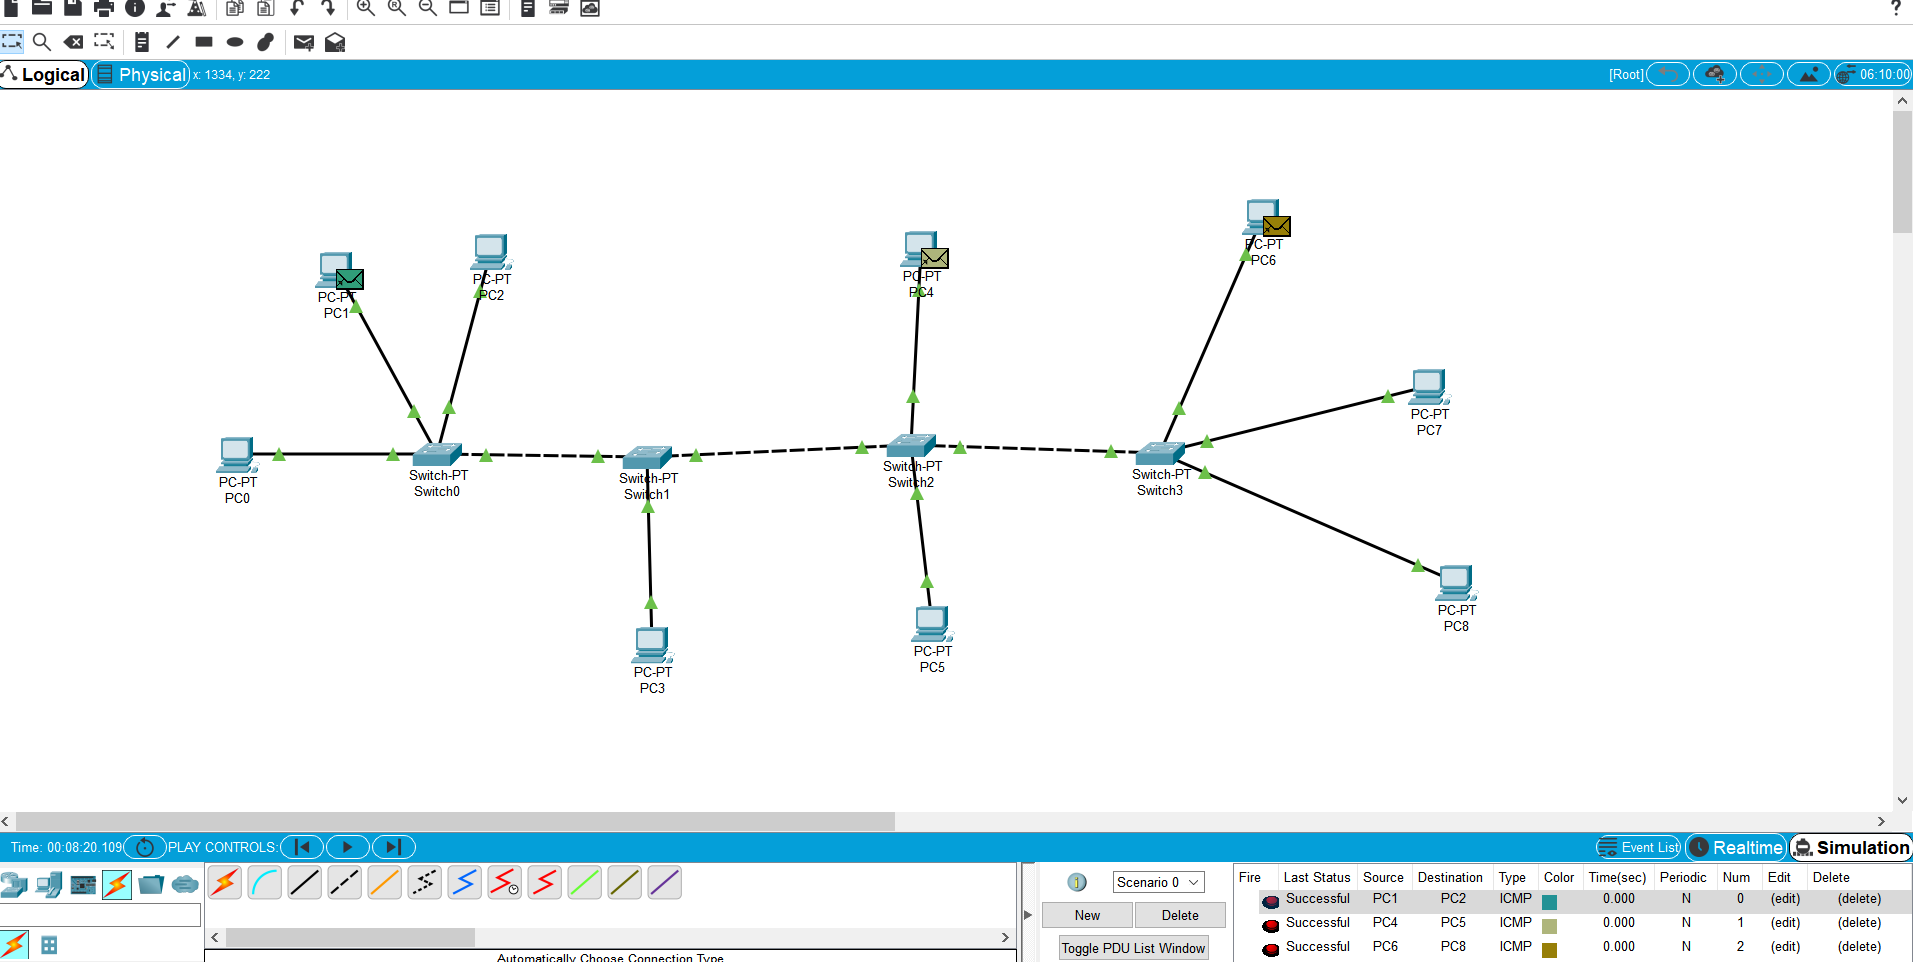 ?
Logical Physical x: 1334, y: 222 [Root] 06:10:00
PC-PT
PC1
PC-PT
PC2
PC-PT
PC4
PC-PT
PC6
PC-PT
PC7
PC-PT
PC0
Switch-PT
Switch0
Switch-PT
Switch1
Switch-PT
Switch2
Switch-PT
Switch3
PC-PT
PC3
PC-PT
PC5
PC-PT
PC8
Time: 00:08:20.109 PLAY CONTROLS: Event List Realtime Simulation
Scenario 0
New Delete
Toggle PDU List Window
Fire Last Status Source Destination Type Color Time(sec) Periodic Num Edit Delete
Successful PC1 PC2 ICMP 0.000 N 0 (edit) (delete)
Successful PC4 PC5 ICMP 0.000 N 1 (edit) (delete)
Successful PC6 PC8 ICMP 0.000 N 2 (edit) (delete)
Automatically Choose Connection Type